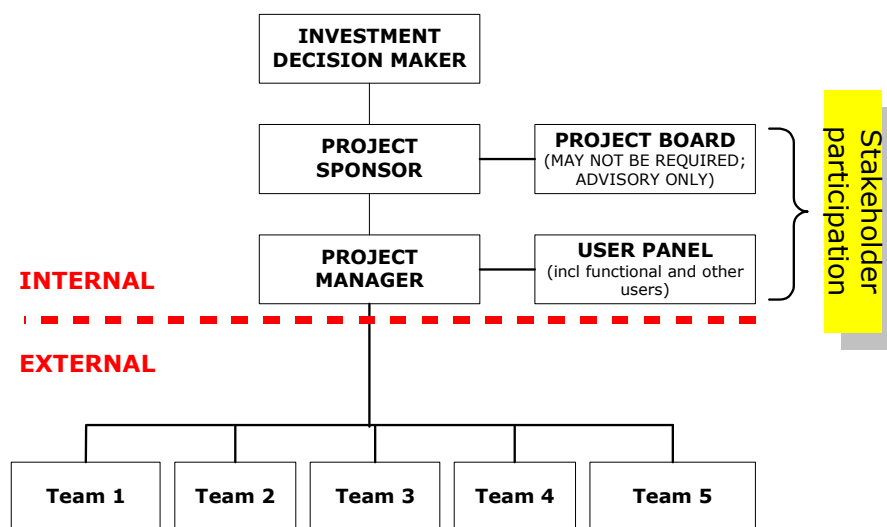 INVESTMENT
DECISION MAKER
PROJECT
SPONSOR
PROJECT BOARD
(MAY NOT BE REQUIRED;
ADVISORY ONLY)
Stakeholder
participation
PROJECT
MANAGER
USER PANEL
(incl functional and other
users)
INTERNAL
EXTERNAL
Team 1
Team 2
Team 3
Team 4
Team 5